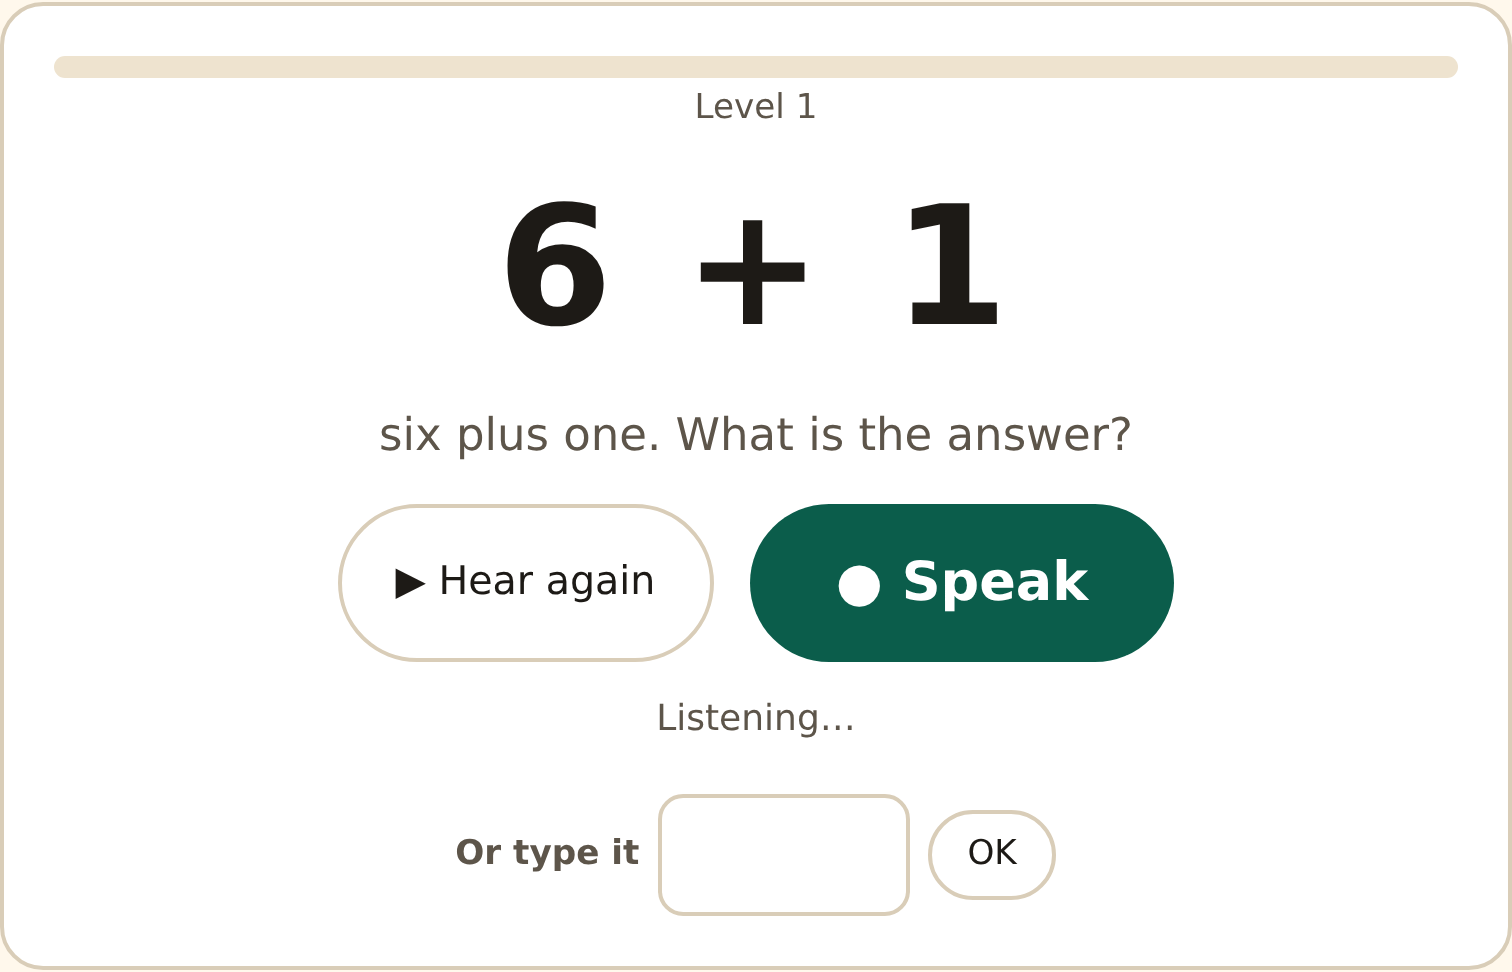 Level 1
6 + 1
six plus one. What is the answer?
▶ Hear again ● Speak
Listening…
Or type it OK